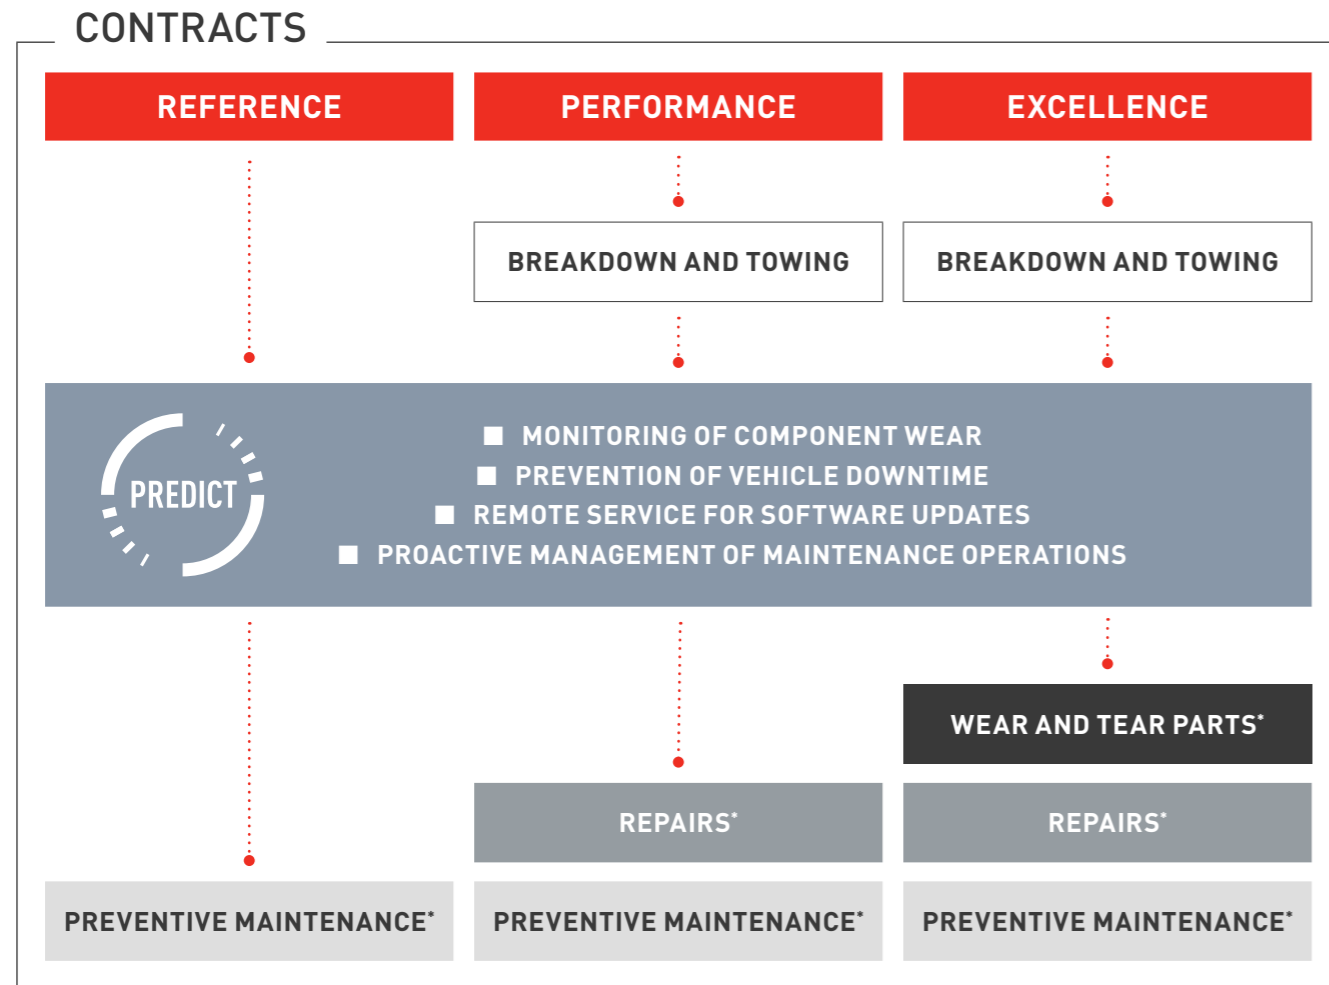 CONTRACTS
REFERENCE
PERFORMANCE
EXCELLENCE
BREAKDOWN AND TOWING
BREAKDOWN AND TOWING
PREDICT
■ MONITORING OF COMPONENT WEAR
■ PREVENTION OF VEHICLE DOWNTIME
■ REMOTE SERVICE FOR SOFTWARE UPDATES
■ PROACTIVE MANAGEMENT OF MAINTENANCE OPERATIONS
WEAR AND TEAR PARTS*
REPAIRS*
REPAIRS*
PREVENTIVE MAINTENANCE*
PREVENTIVE MAINTENANCE*
PREVENTIVE MAINTENANCE*